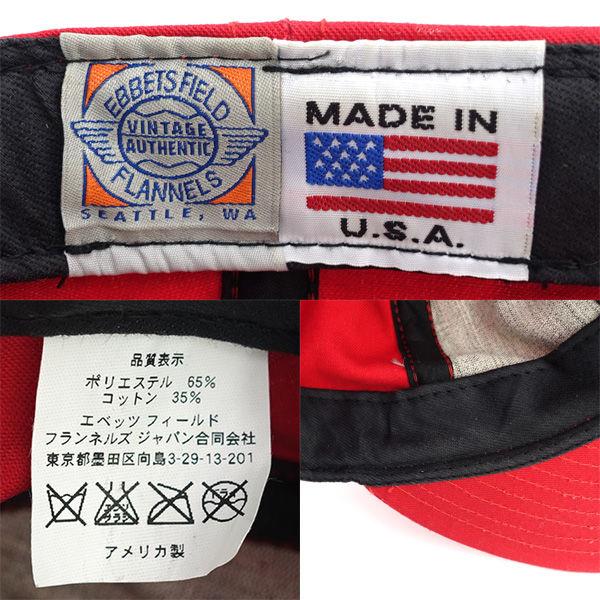 EBBETS FIELD
VINTAGE
AUTHENTIC
FLANNELS
SEATTLE, WA
MADE IN
U.S.A.
品質表示
ポリエステル 65%
コットン 35%
エベッツ フィールド
フランネルズ ジャパン合同会社
東京都墨田区向島3-29-13-201
アメリカ製